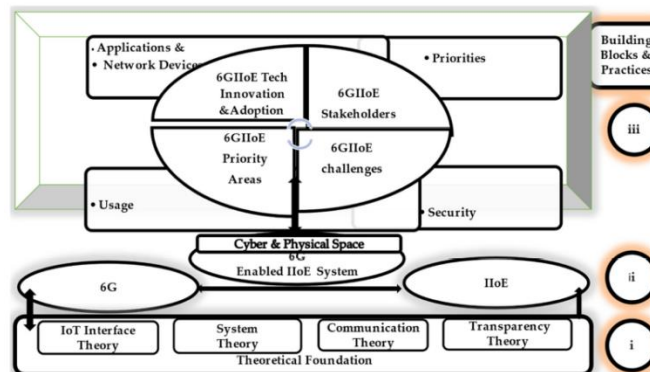 • Applications &
• Network Devices
6GIIoE Tech
Innovation
&Adoption
6GIIoE
Stakeholders
• Priorities
Building
Blocks &
Practices
6GIIoE
Priority
Areas
6GIIoE
challenges
iii
• Usage
• Security
Cyber & Physical Space
6G
Enabled IIoE System
6G
IIoE
ii
IoT Interface
Theory
System
Theory
Communication
Theory
Transparency
Theory
i
Theoretical Foundation